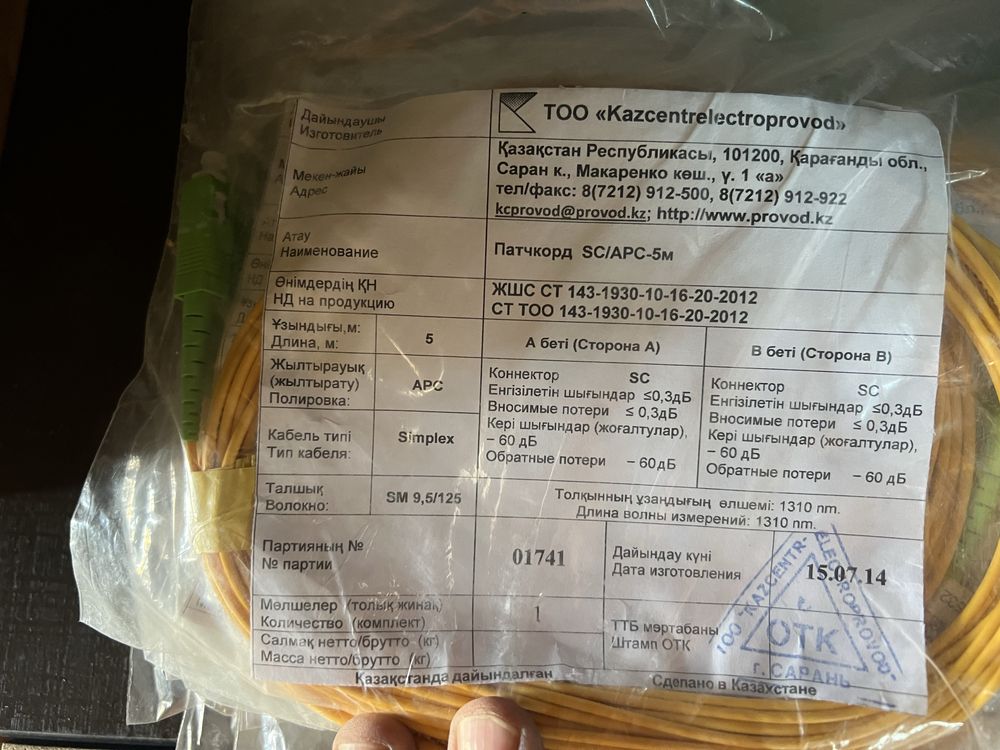 Дайындаушы
Изготовитель
ТОО «Kazcentrelectroprovod»
Мекен-жайы
Адрес
Қазақстан Республикасы, 101200, Қарағанды обл.,
Саран к., Макаренко көш., ү. 1 «а»
тел/факс: 8(7212) 912-500, 8(7212) 912-922
kcprovod@provod.kz; http://www.provod.kz
Атау
Наименование
Патчкорд SC/APC-5м
Өнімдердің ҚН
НД на продукцию
ЖШС СТ 143-1930-10-16-20-2012
СТ ТОО 143-1930-10-16-20-2012
Ұзындығы,м:
Длина, м:
5
А беті (Сторона А)
В беті (Сторона В)
Жылтырауық
(жылтырату)
Полировка:
APC
Кабель типі
Тип кабеля:
Simplex
Коннектор SC
Енгізілетін шығындар ≤0,3дБ
Вносимые потери ≤ 0,3дБ
Кері шығындар (жоғалтулар),
– 60 дБ
Обратные потери – 60дБ
Коннектор SC
Енгізілетін шығындар ≤0,3дБ
Вносимые потери ≤ 0,3дБ
Кері шығындар (жоғалтулар),
– 60 дБ
Обратные потери – 60 дБ
Талшық
Волокно:
SM 9,5/125
Толқынның ұзаңдығың өлшемі: 1310 nm.
Длина волны измерений: 1310 nm.
Партияның №
№ партии
01741
Дайындау күні
Дата изготовления
15.07.14
Мөлшелер (толық жинақ)
Количество (комплект)
1
Салмақ нетто/брутто (кг)
Масса нетто/брутто (кг)
ТТБ мөртабаны
Штамп ОТК
ТОО "KAZCENTR-ELECTROPROVOD"
ОТК
г. САРАНЬ
Қазақстанда дайындалған
Сделано в Казахстане